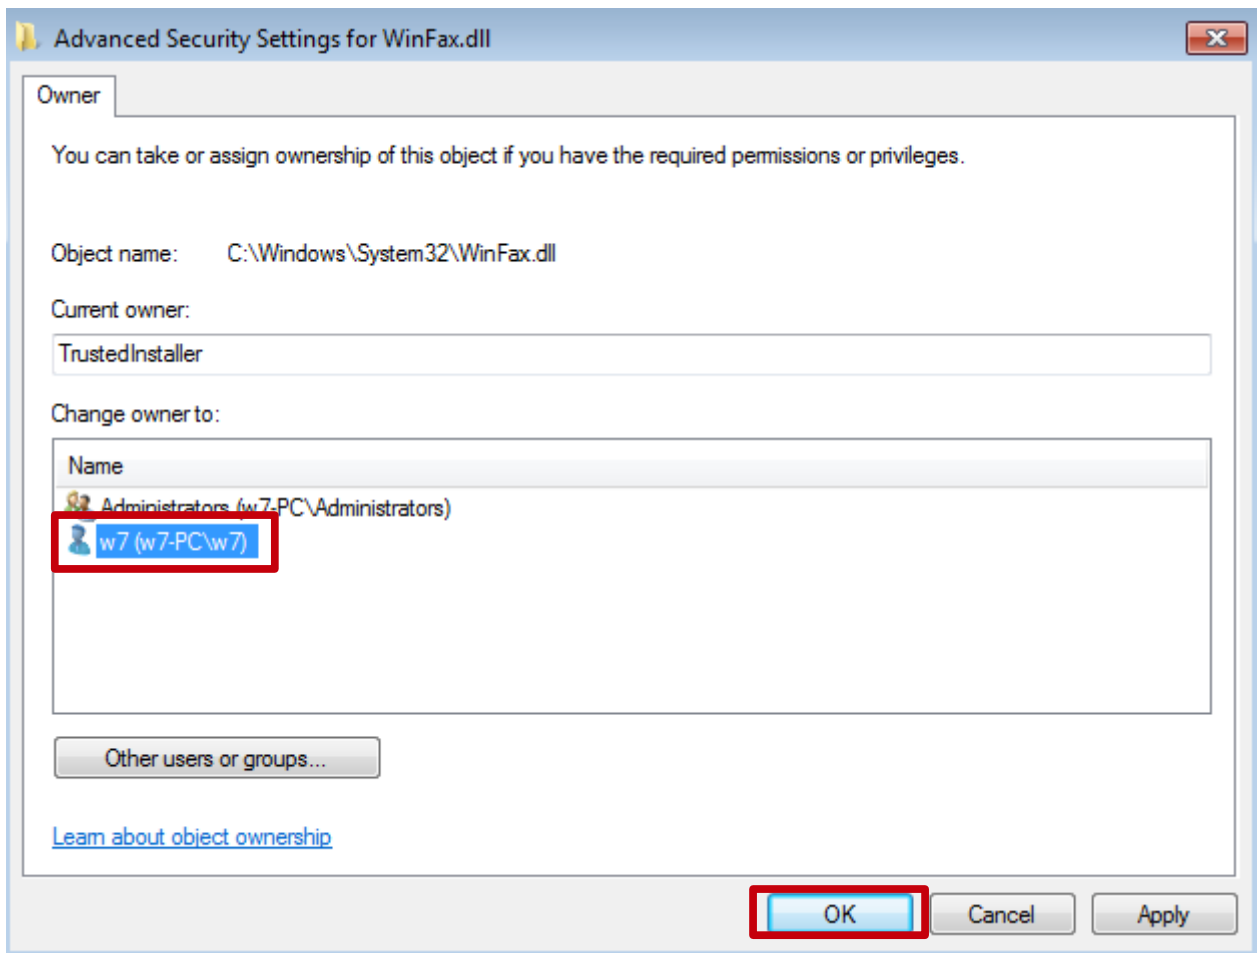 Advanced Security Settings for WinFax.dll
Owner
You can take or assign ownership of this object if you have the required permissions or privileges.
Object name: C:\Windows\System32\WinFax.dll
Current owner:
TrustedInstaller
Change owner to:
Name
Administrators (w7-PC\Administrators)
w7 (w7-PC\w7)
Other users or groups...
Learn about object ownership
OK Cancel Apply